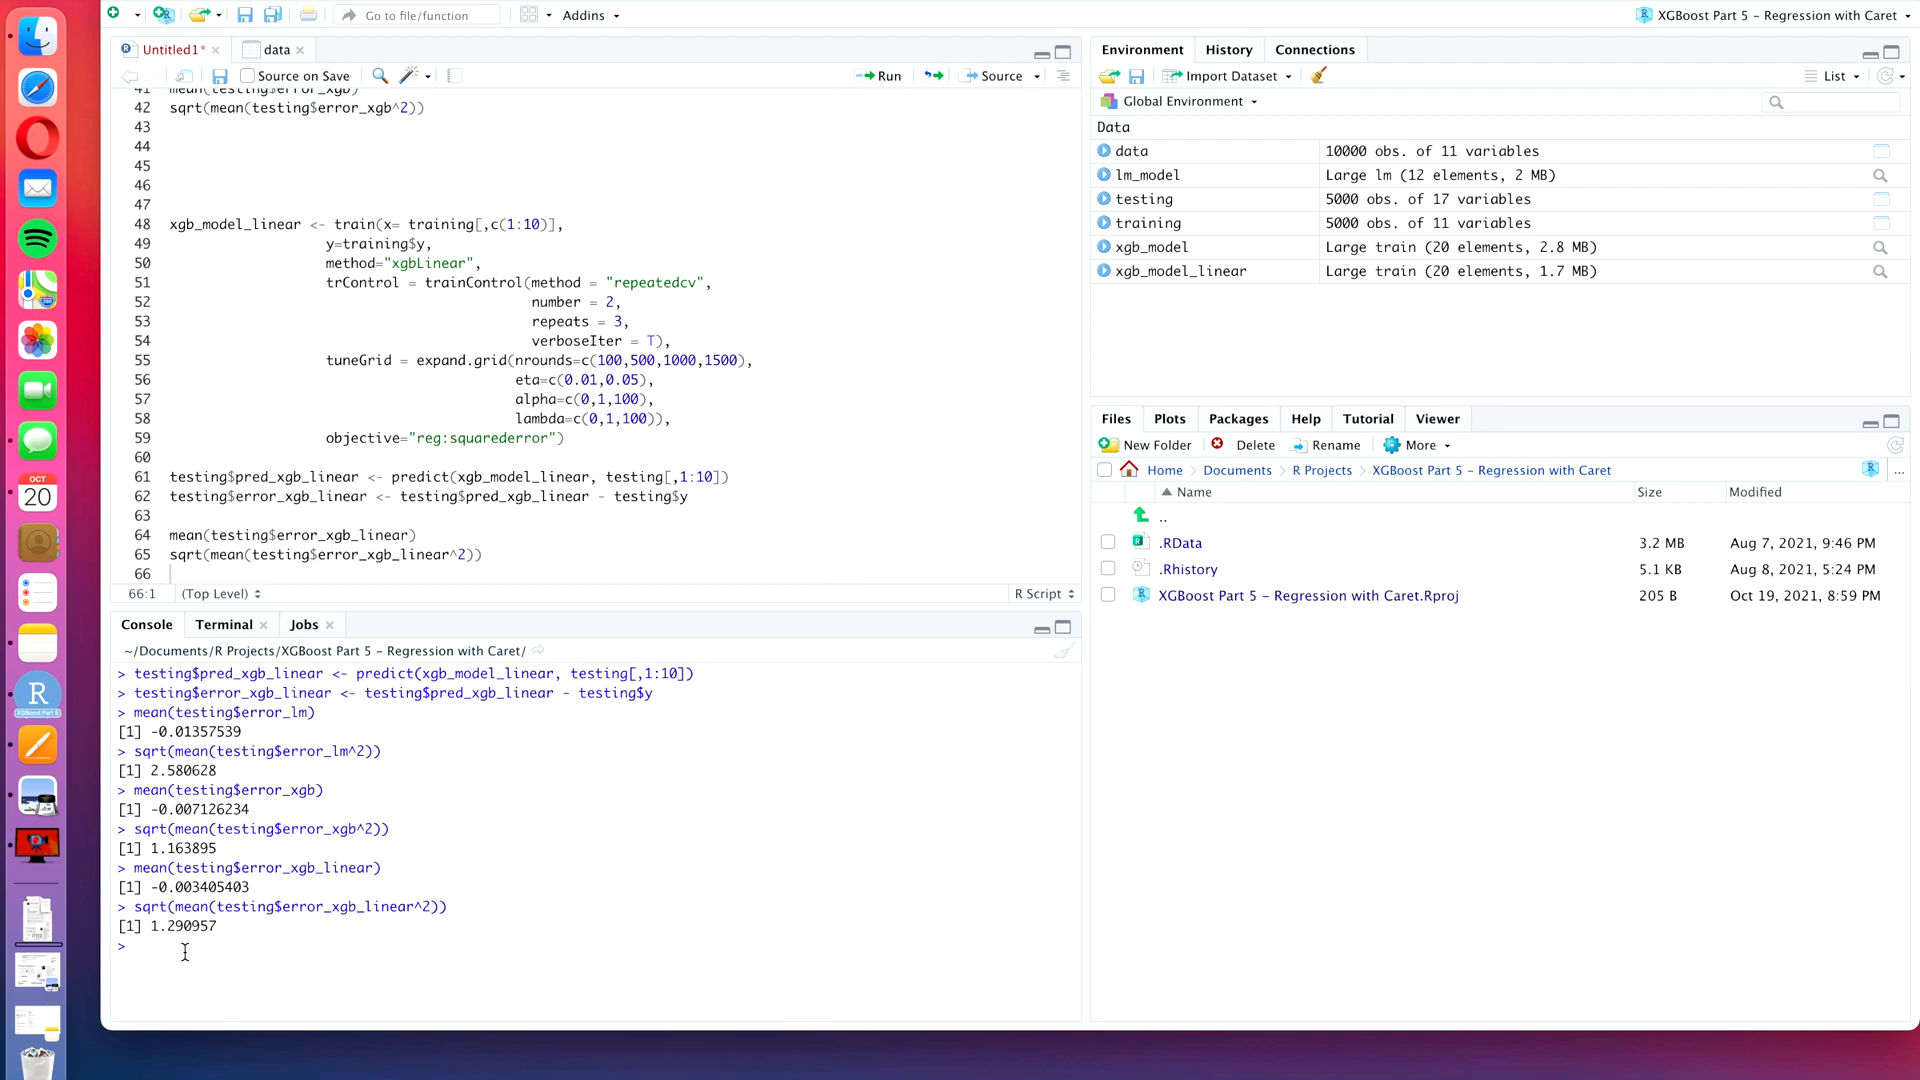 Go to file/function
Addins
XGBoost Part 5 – Regression with Caret
Untitled1*
data
Source on Save
Run
Source
41 mean(testing$error_xgb)
42 sqrt(mean(testing$error_xgb^2))
43
44
45
46
47
48 xgb_model_linear <- train(x= training[,c(1:10)],
49 y=training$y,
50 method="xgbLinear",
51 trControl = trainControl(method = "repeatedcv",
52 number = 2,
53 repeats = 3,
54 verboseIter = T),
55 tuneGrid = expand.grid(nrounds=c(100,500,1000,1500),
56 eta=c(0.01,0.05),
57 alpha=c(0,1,100),
58 lambda=c(0,1,100)),
59 objective="reg:squarederror")
60
61 testing$pred_xgb_linear <- predict(xgb_model_linear, testing[,1:10])
62 testing$error_xgb_linear <- testing$pred_xgb_linear - testing$y
63
64 mean(testing$error_xgb_linear)
65 sqrt(mean(testing$error_xgb_linear^2))
66
66:1 (Top Level) R Script
Console Terminal Jobs
~/Documents/R Projects/XGBoost Part 5 – Regression with Caret/
> testing$pred_xgb_linear <- predict(xgb_model_linear, testing[,1:10])
> testing$error_xgb_linear <- testing$pred_xgb_linear - testing$y
> mean(testing$error_lm)
[1] -0.01357539
> sqrt(mean(testing$error_lm^2))
[1] 2.580628
> mean(testing$error_xgb)
[1] -0.007126234
> sqrt(mean(testing$error_xgb^2))
[1] 1.163895
> mean(testing$error_xgb_linear)
[1] -0.003405403
> sqrt(mean(testing$error_xgb_linear^2))
[1] 1.290957
>
Environment History Connections
Import Dataset List
Global Environment
Data
data 10000 obs. of 11 variables
lm_model Large lm (12 elements, 2 MB)
testing 5000 obs. of 17 variables
training 5000 obs. of 11 variables
xgb_model Large train (20 elements, 2.8 MB)
xgb_model_linear Large train (20 elements, 1.7 MB)
Files Plots Packages Help Tutorial Viewer
New Folder Delete Rename More
Home Documents R Projects XGBoost Part 5 – Regression with Caret ...
Name Size Modified
..
.RData 3.2 MB Aug 7, 2021, 9:46 PM
.Rhistory 5.1 KB Aug 8, 2021, 5:24 PM
XGBoost Part 5 – Regression with Caret.Rproj 205 B Oct 19, 2021, 8:59 PM
OCT
20
R
XGBoost Part 5